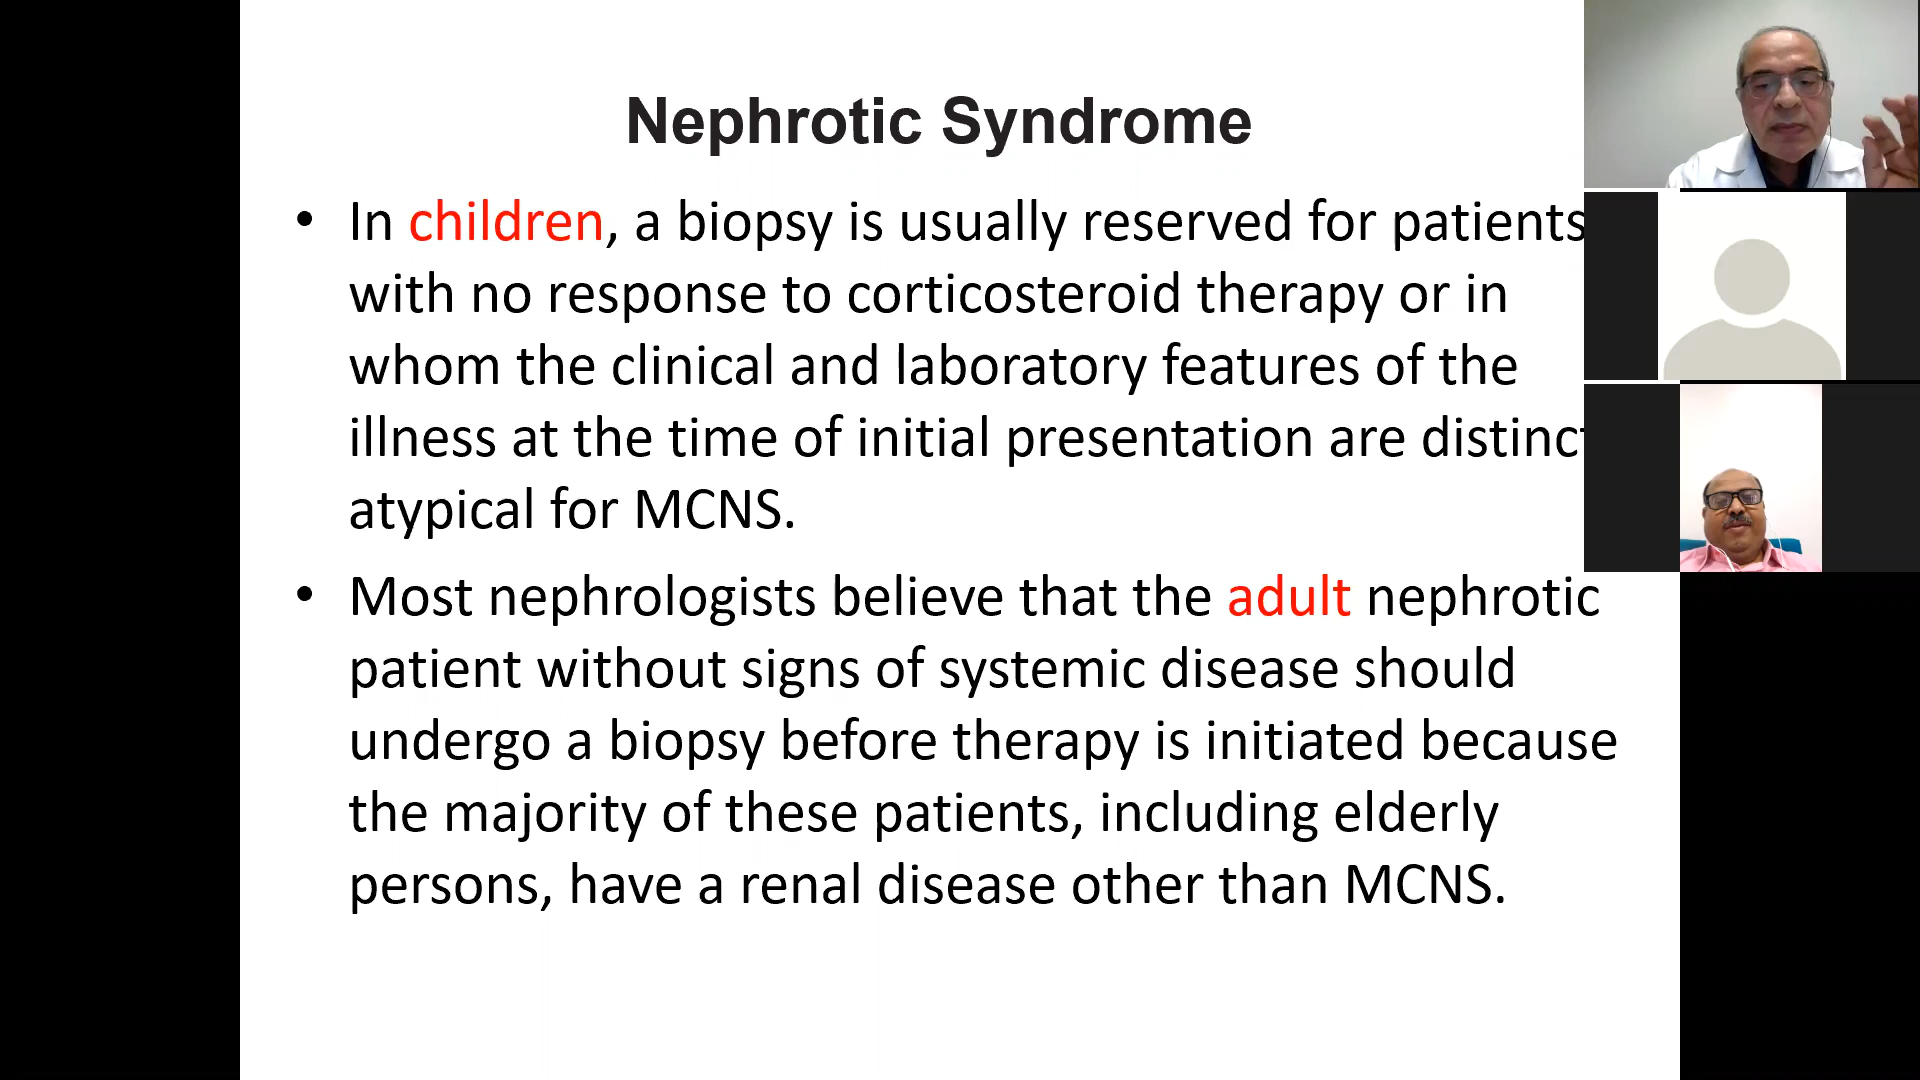 Nephrotic Syndrome
• In children, a biopsy is usually reserved for patients
with no response to corticosteroid therapy or in
whom the clinical and laboratory features of the
illness at the time of initial presentation are
atypical for MCNS.
• Most nephrologists believe that the adult nephrotic
patient without signs of systemic disease should
undergo a biopsy before therapy is initiated because
the majority of these patients, including elderly
persons, have a renal disease other than MCNS.